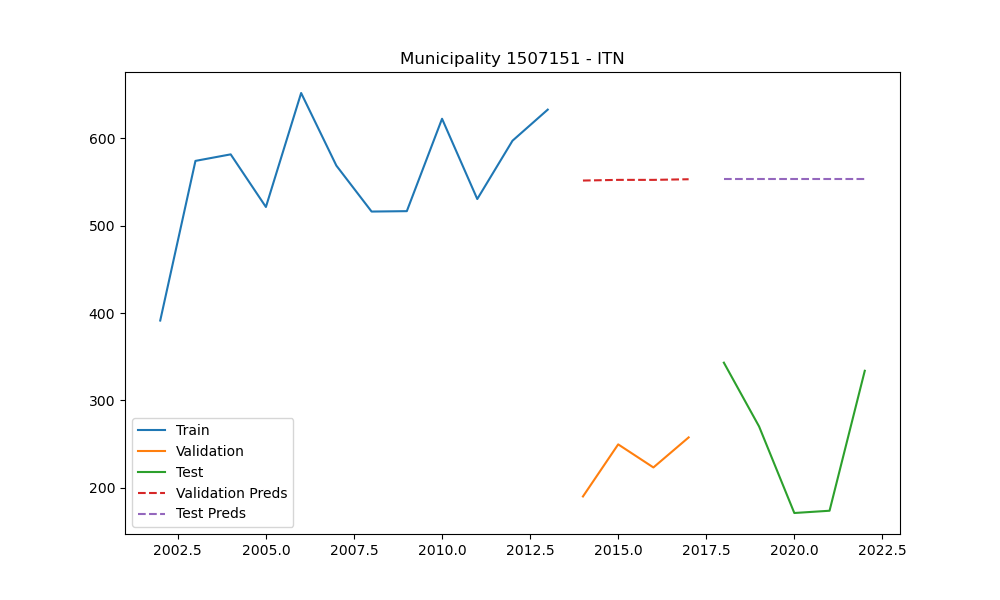 Municipality 1507151 - ITN
600
500
400
300
200
Train
Validation
Test
Validation Preds
Test Preds
2002.5 2005.0 2007.5 2010.0 2012.5 2015.0 2017.5 2020.0 2022.5